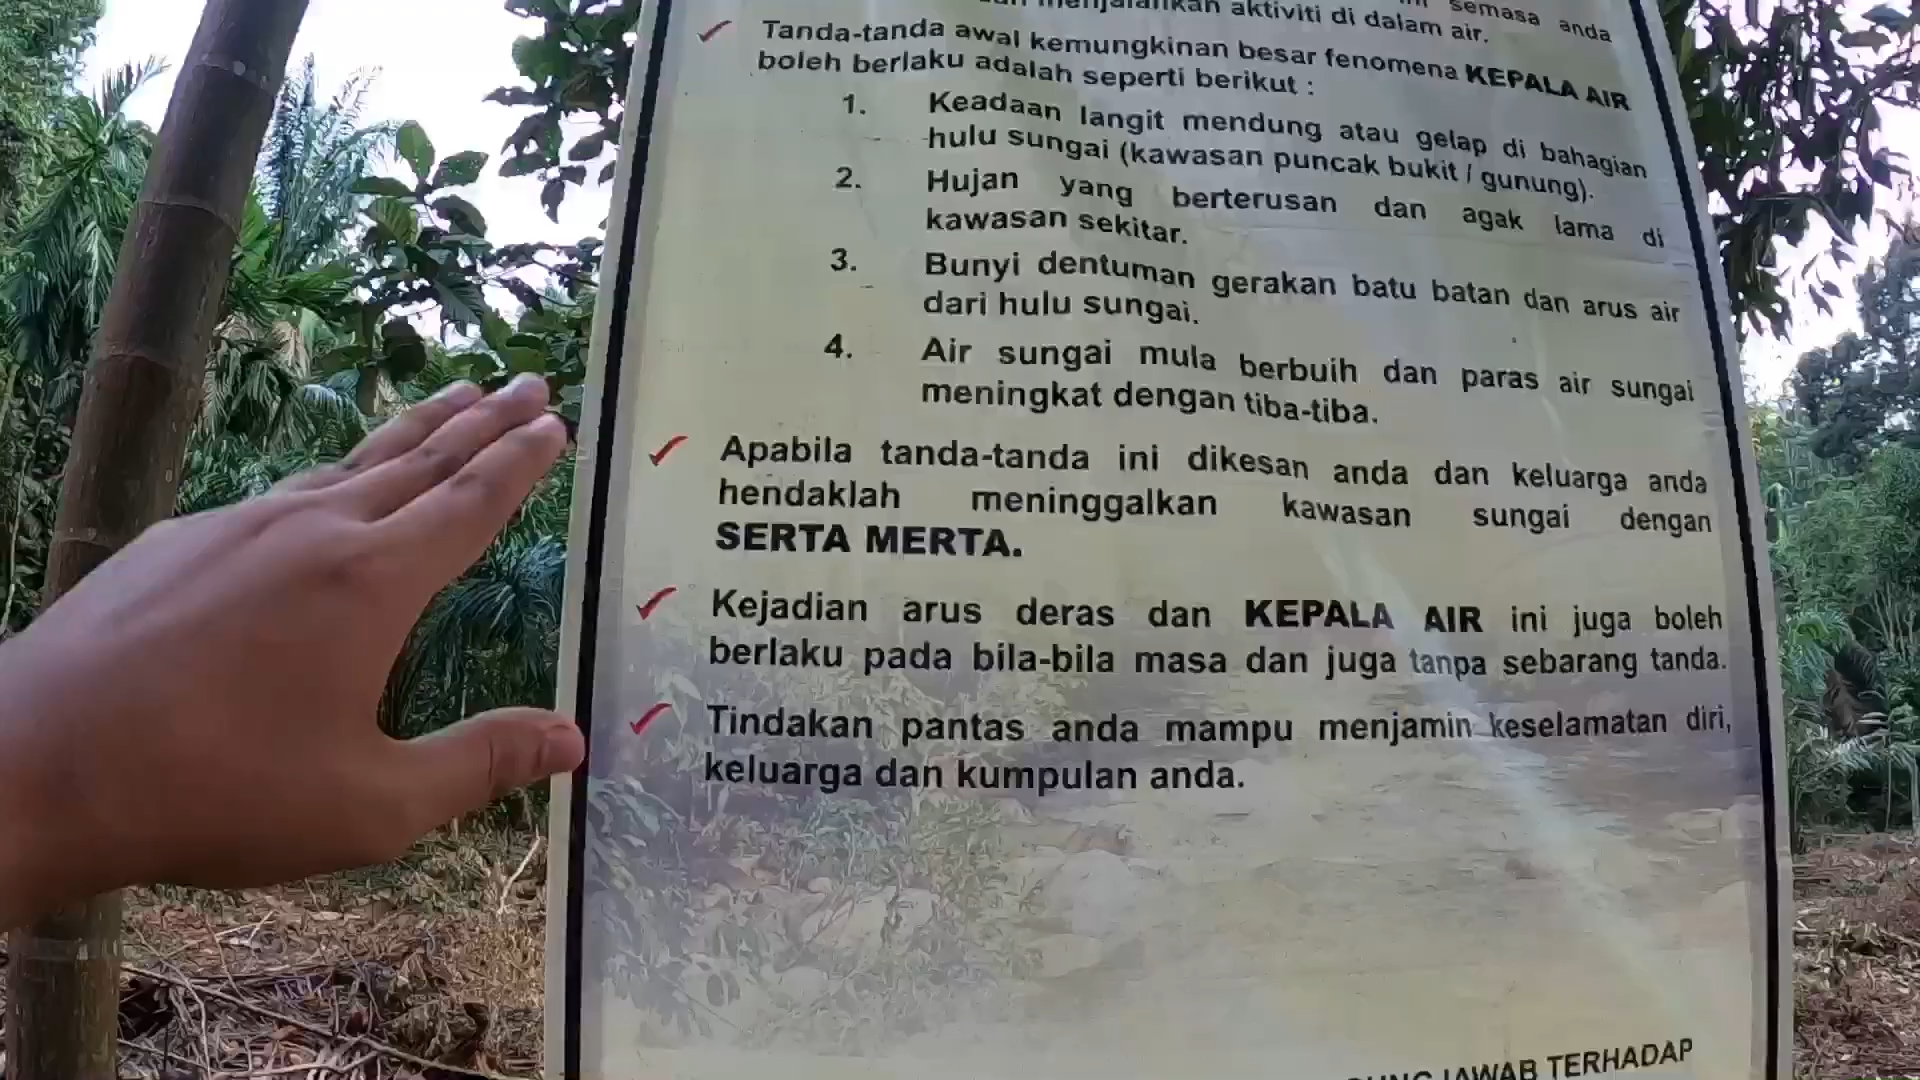 menjalankan aktiviti di dalam air.
semasa anda
Tanda-tanda awal kemungkinan besar fenomena KEPALA AIR
boleh berlaku adalah seperti berikut :
1. Keadaan langit mendung atau gelap di bahagian
hulu sungai (kawasan puncak bukit / gunung).
2. Hujan yang berterusan dan agak lama di
kawasan sekitar.
3. Bunyi dentuman gerakan batu batan dan arus air
dari hulu sungai.
4. Air sungai mula berbuih dan paras air sungai
meningkat dengan tiba-tiba.
Apabila tanda-tanda ini dikesan anda dan keluarga anda
hendaklah meninggalkan kawasan sungai dengan
SERTA MERTA.
Kejadian arus deras dan KEPALA AIR ini juga boleh
berlaku pada bila-bila masa dan juga tanpa sebarang tanda.
Tindakan pantas anda mampu menjamin keselamatan diri,
keluarga dan kumpulan anda.
TERHADAP